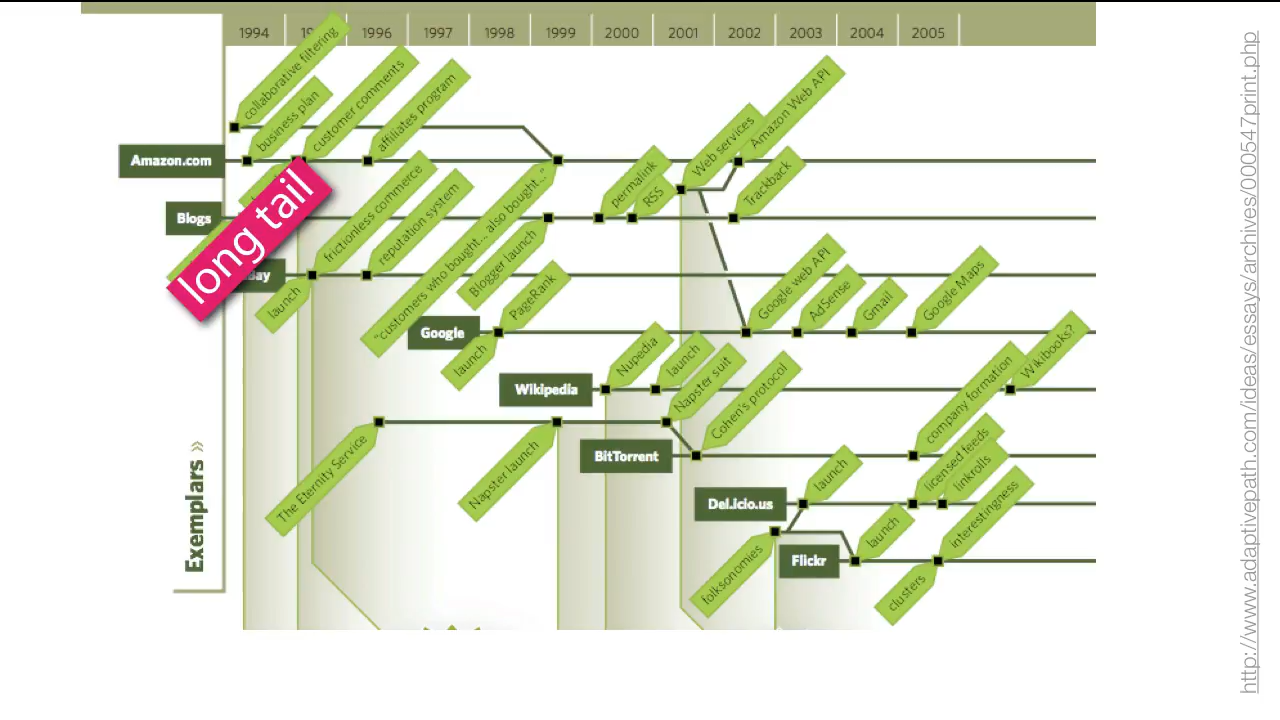 1994 19 1996 1997 1998 1999 2000 2001 2002 2003 2004 2005
collaborative filtering
business plan
customer comments
affiliates program
Amazon.com
"customers who bought... also bought..."
Web services
Amazon Web API
Blogs
Blogger launch
permalink
RSS
Trackback
long tail
ay
launch
frictionless commerce
reputation system
Google
launch
PageRank
Google web API
AdSense
Gmail
Google Maps
Wikipedia
Nupedia
launch
Wikibooks?
The Eternity Service
Napster launch
Napster suit
BitTorrent
Cohen's protocol
company formation
Del.icio.us
launch
licensed feeds
linkrolls
folksonomies
Flickr
launch
clusters
interestingness
Exemplars »
http://www.adaptivepath.com/ideas/essays/archives/000547print.php